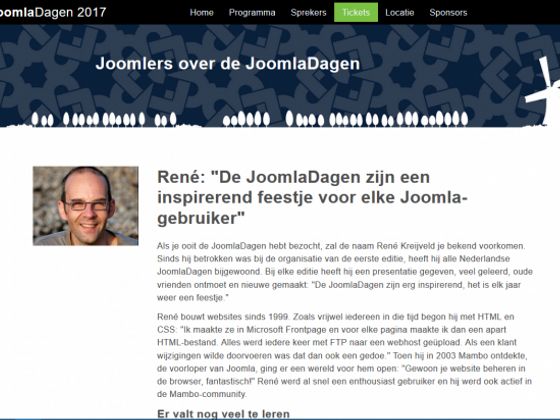 oomlaDagen 2017 Home Programma Sprekers Tickets Locatie Sponsors
Joomlers over de JoomlaDagen
René: "De JoomlaDagen zijn een
inspirerend feestje voor elke Joomla-
gebruiker"
Als je ooit de JoomlaDagen hebt bezocht, zal de naam René Kreijveld je bekend voorkomen.
Sinds hij betrokken was bij de organisatie van de eerste editie, heeft hij alle Nederlandse
JoomlaDagen bijgewoond. Bij elke editie heeft hij een presentatie gegeven, veel geleerd, oude
vrienden ontmoet en nieuwe gemaakt: "De JoomlaDagen zijn erg inspirerend, het is elk jaar
weer een feestje."
René bouwt websites sinds 1999. Zoals vrijwel iedereen in die tijd begon hij met HTML en
CSS: "Ik maakte ze in Microsoft Frontpage en voor elke pagina maakte ik dan een apart
HTML-bestand. Alles werd iedere keer met FTP naar een webhost geüpload. Als een klant
wijzigingen wilde doorvoeren was dat dan ook een gedoe." Toen hij in 2003 Mambo ontdekte,
de voorloper van Joomla, ging er een wereld voor hem open: "Gewoon je website beheren in
de browser, fantastisch!" René werd al snel een enthousiast gebruiker en hij werd ook actief in
de Mambo-community.
Er valt nog veel te leren